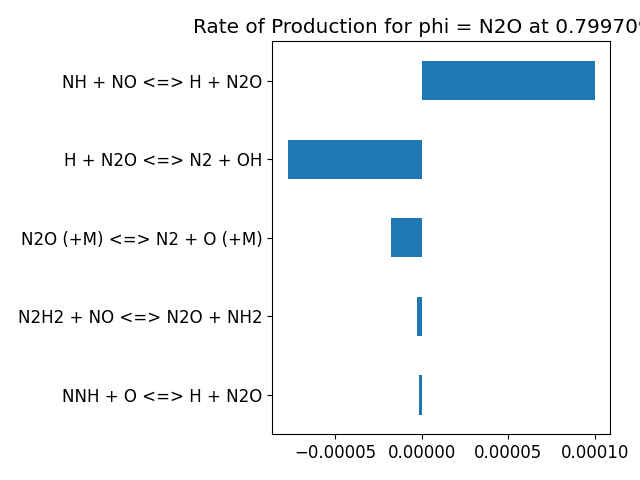 Rate of Production for phi = N2O at 0.799709
NH + NO <=> H + N2O
H + N2O <=> N2 + OH
N2O (+M) <=> N2 + O (+M)
N2H2 + NO <=> N2O + NH2
NNH + O <=> H + N2O
−0.00005 0.00000 0.00005 0.00010